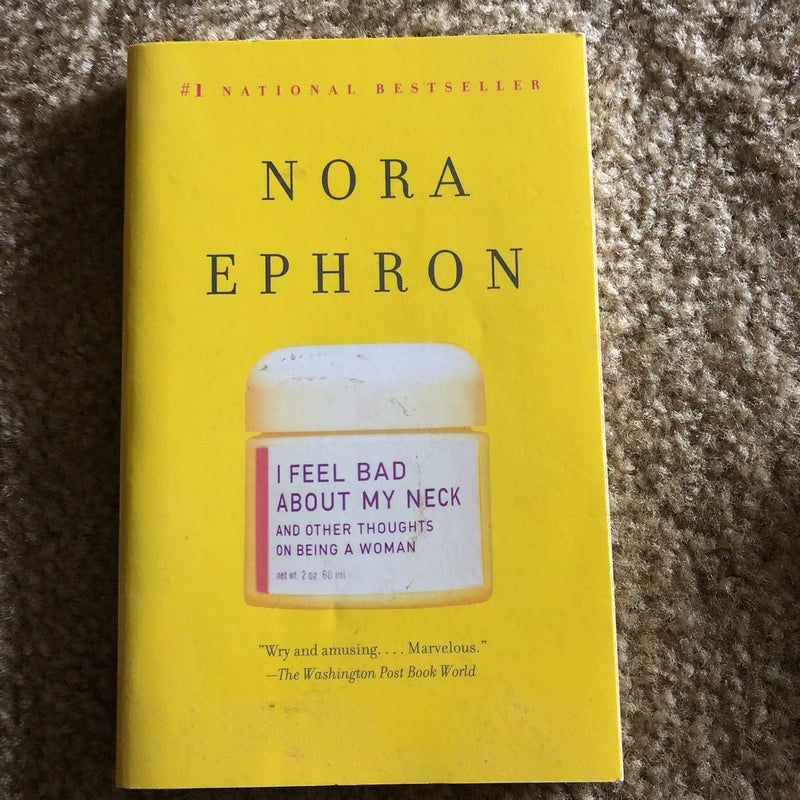 #1 NATIONAL BESTSELLER
NORA
EPHRON
I FEEL BAD
ABOUT MY NECK
AND OTHER THOUGHTS
ON BEING A WOMAN
net wt. 2 oz. 60 ml
"Wry and amusing. . . . Marvelous."
—The Washington Post Book World